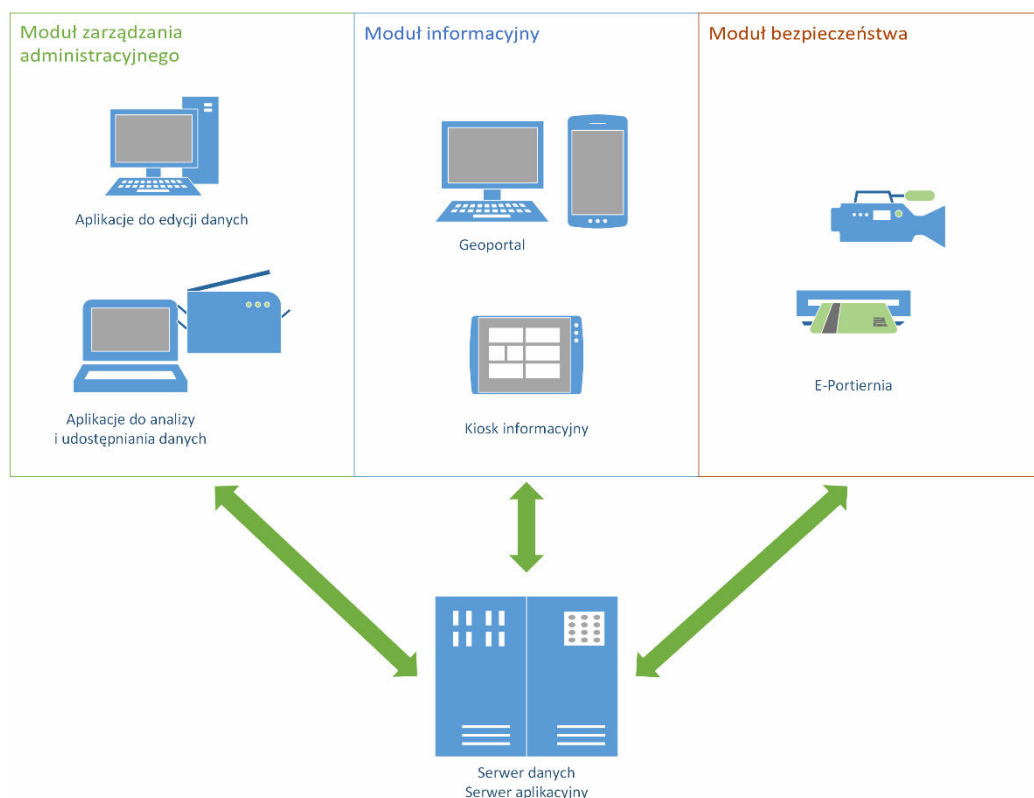 Moduł zarządzania
administracyjnego
Moduł informacyjny
Moduł bezpieczeństwa
Aplikacje do edycji danych
Geoportal
Aplikacje do analizy
i udostępniania danych
Kiosk informacyjny
E-Portiernia
Serwer danych
Serwer aplikacyjny